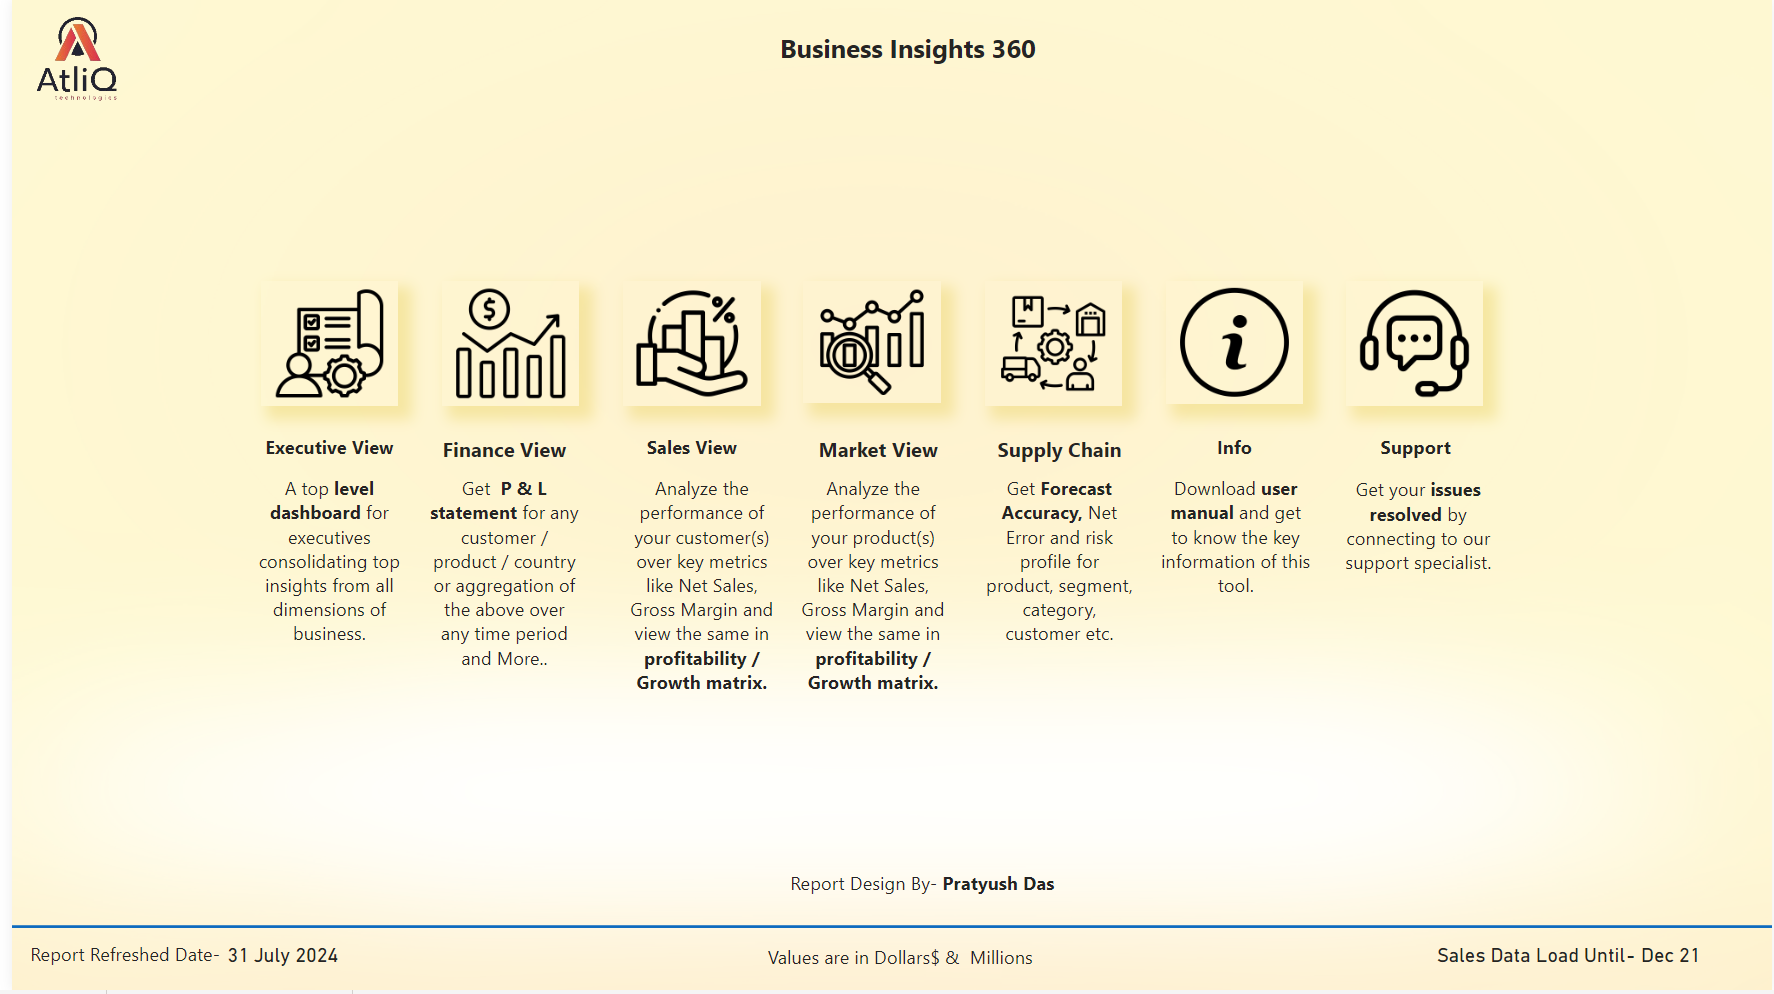 AtliQ
technologies
Business Insights 360
$
%
i
Executive View
A top level
dashboard for
executives
consolidating top
insights from all
dimensions of
business.
Finance View
Get  P & L
statement for any
customer /
product / country
or aggregation of
the above over
any time period
and More..
Sales View
Analyze the
performance of
your customer(s)
over key metrics
like Net Sales,
Gross Margin and
view the same in
profitability /
Growth matrix.
Market View
Analyze the
performance of
your product(s)
over key metrics
like Net Sales,
Gross Margin and
view the same in
profitability /
Growth matrix.
Supply Chain
Get Forecast
Accuracy, Net
Error and risk
profile for
product, segment,
category,
customer etc.
Info
Download user
manual and get
to know the key
information of this
tool.
Support
Get your issues
resolved by
connecting to our
support specialist.
Report Design By- Pratyush Das
Report Refreshed Date- 31 July 2024
Values are in Dollars$ &  Millions
Sales Data Load Until- Dec 21